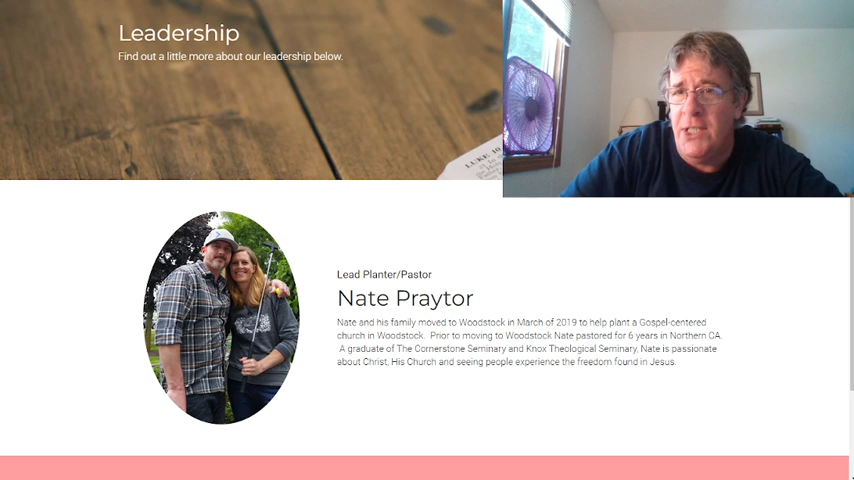 Leadership
Find out a little more about our leadership below.
LUKE 10
Lead Planter/Pastor
Nate Praytor
Nate and his family moved to Woodstock in March of 2019 to help plant a Gospel-centered
church in Woodstock. Prior to moving to Woodstock Nate pastored for 6 years in Northern CA.
A graduate of The Cornerstone Seminary and Knox Theological Seminary, Nate is passionate
about Christ, His Church and seeing people experience the freedom found in Jesus.